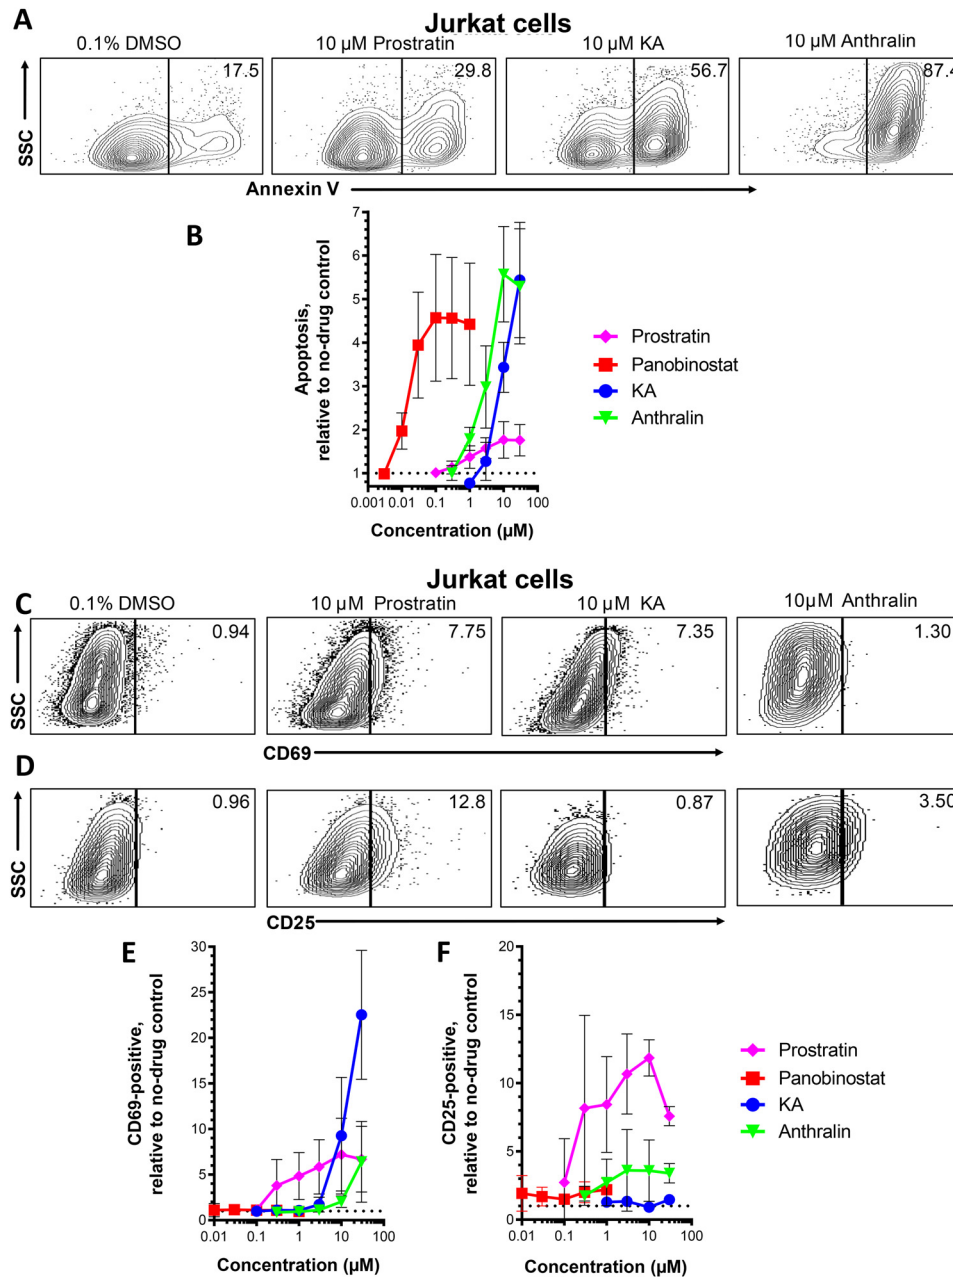 A
Jurkat cells
0.1% DMSO
10 µM Prostratin
10 µM KA
10 µM Anthralin
SSC
17.5
29.8
56.7
87.4
Annexin V
B
Apoptosis,
relative to no-drug control
7
6
5
4
3
2
1
0.001
0.01
0.1
1
10
100
Concentration (µM)
Prostratin
Panobinostat
KA
Anthralin
Jurkat cells
C
0.1% DMSO
10 µM Prostratin
10 µM KA
10µM Anthralin
SSC
0.94
7.75
7.35
1.30
CD69
D
SSC
0.96
12.8
0.87
3.50
CD25
E
CD69-positive,
relative to no-drug control
30
25
20
15
10
5
0
0.01
0.1
1
10
100
Concentration (µM)
F
CD25-positive,
relative to no-drug control
20
15
10
5
0
0.01
0.1
1
10
100
Concentration (µM)
Prostratin
Panobinostat
KA
Anthralin